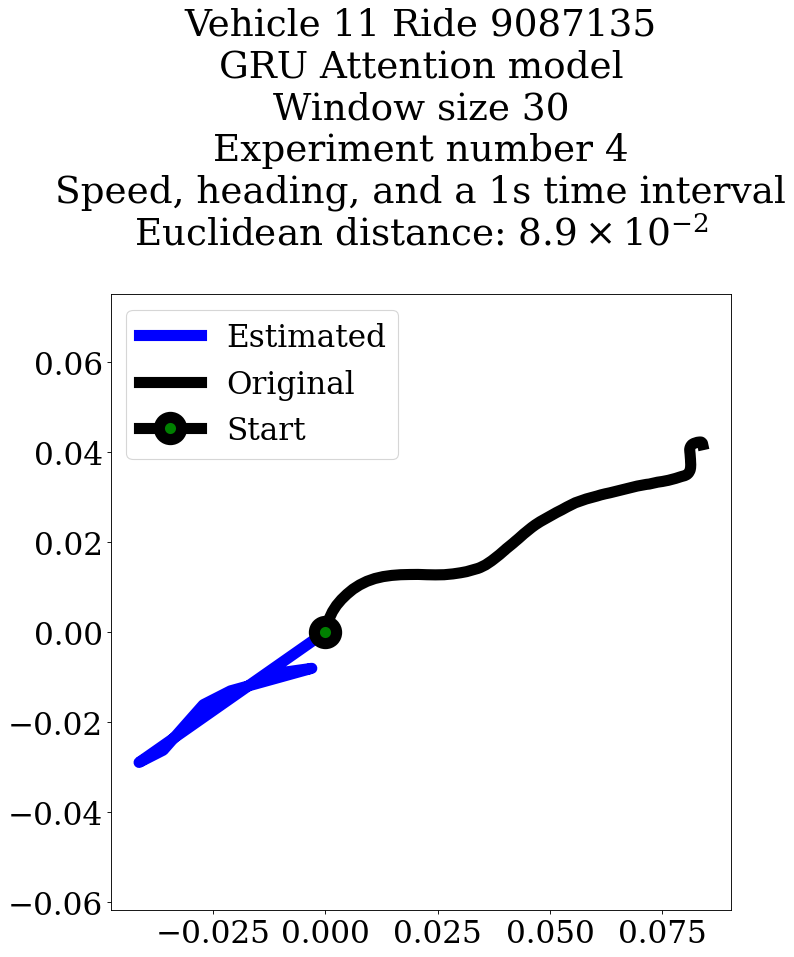 Vehicle 11 Ride 9087135
GRU Attention model
Window size 30
Experiment number 4
Speed, heading, and a 1s time interval
Euclidean distance: 8.9 × 10⁻²
Estimated
Original
Start
0.06
0.04
0.02
0.00
−0.02
−0.04
−0.06
−0.025 0.000 0.025 0.050 0.075